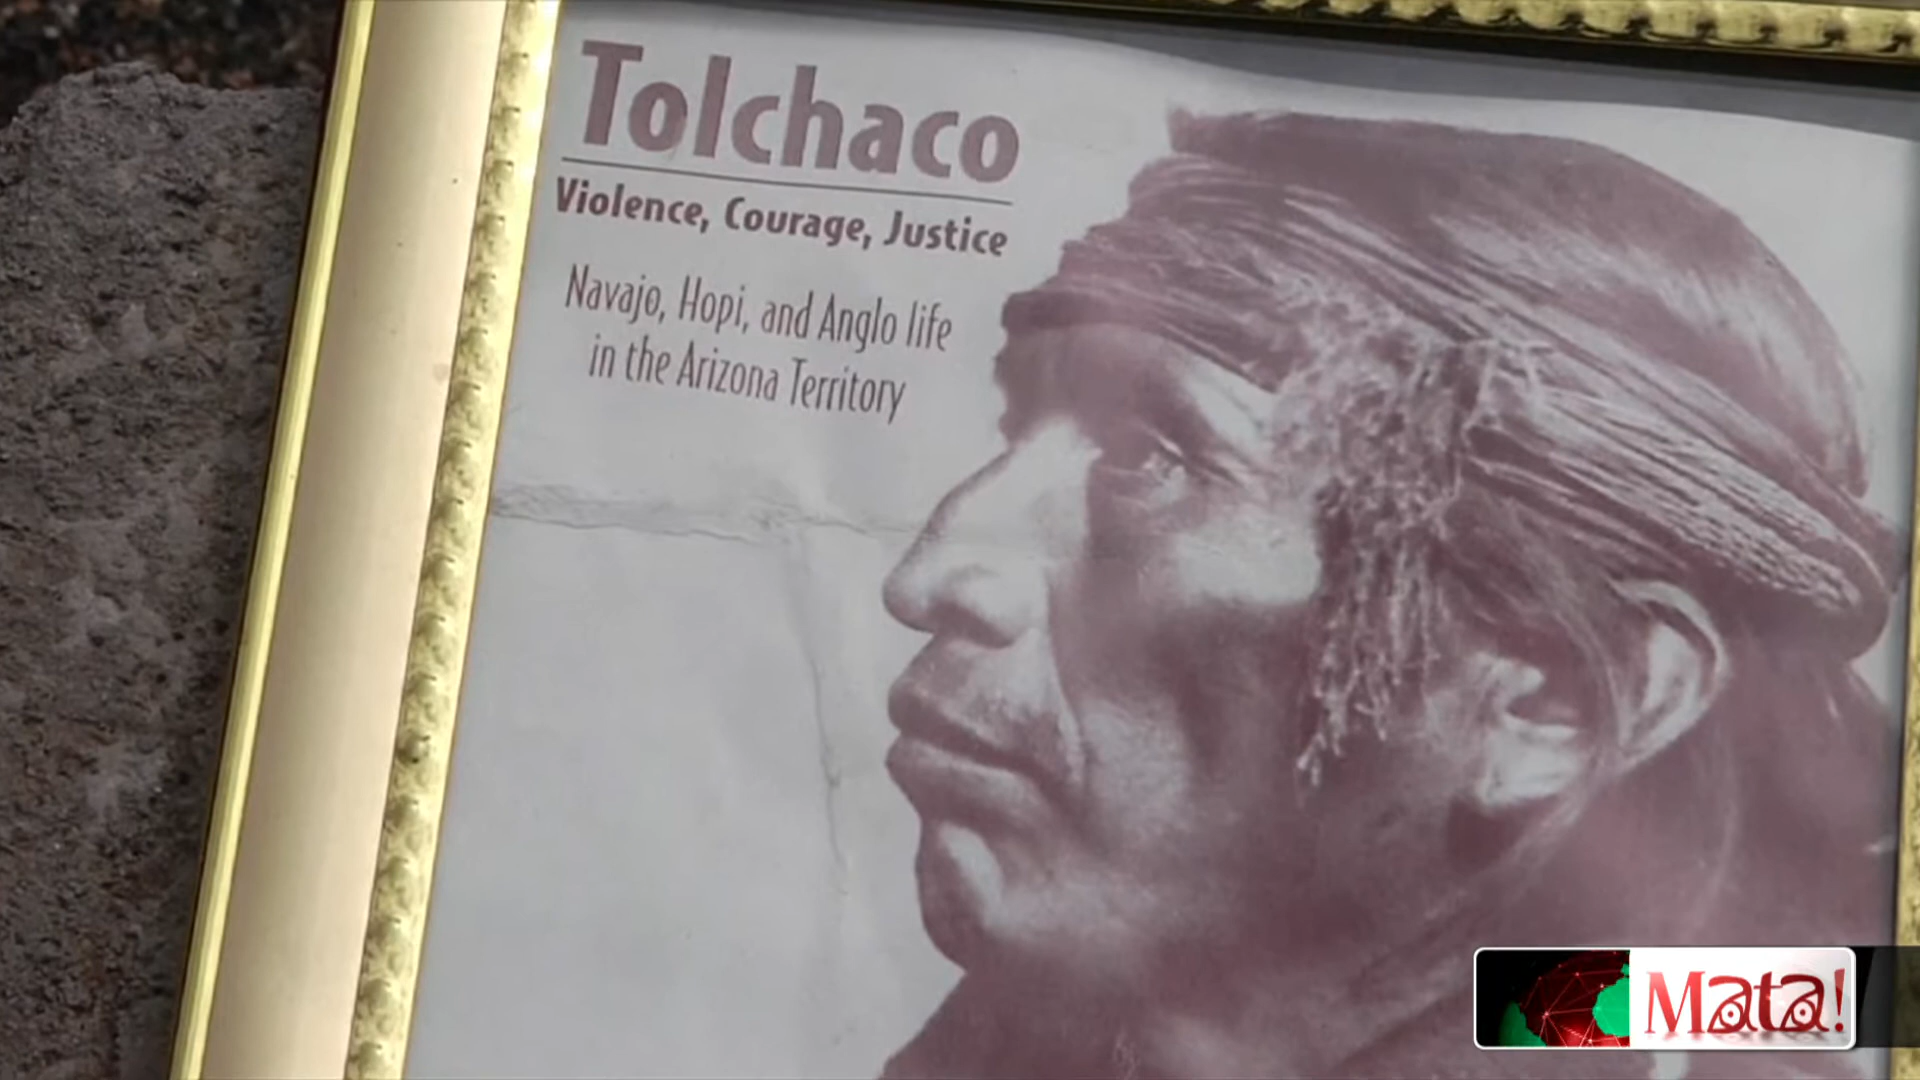 Tolchaco
Violence, Courage, Justice
Navajo, Hopi, and Anglo life
in the Arizona Territory
Mata!